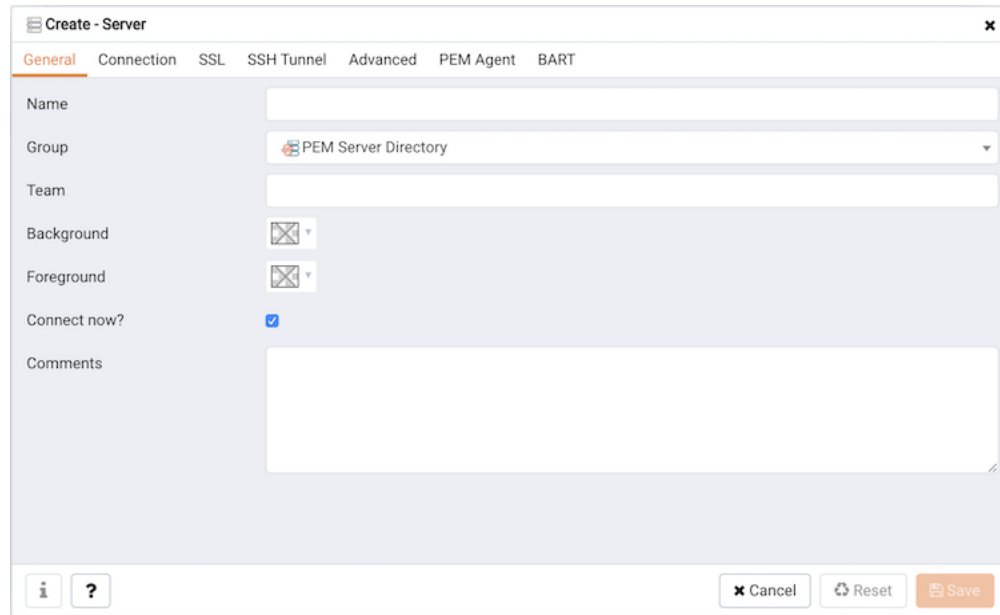 Create - Server
General Connection SSL SSH Tunnel Advanced PEM Agent BART
Name
Group PEM Server Directory
Team
Background
Foreground
Connect now?
Comments
i ? Cancel Reset Save